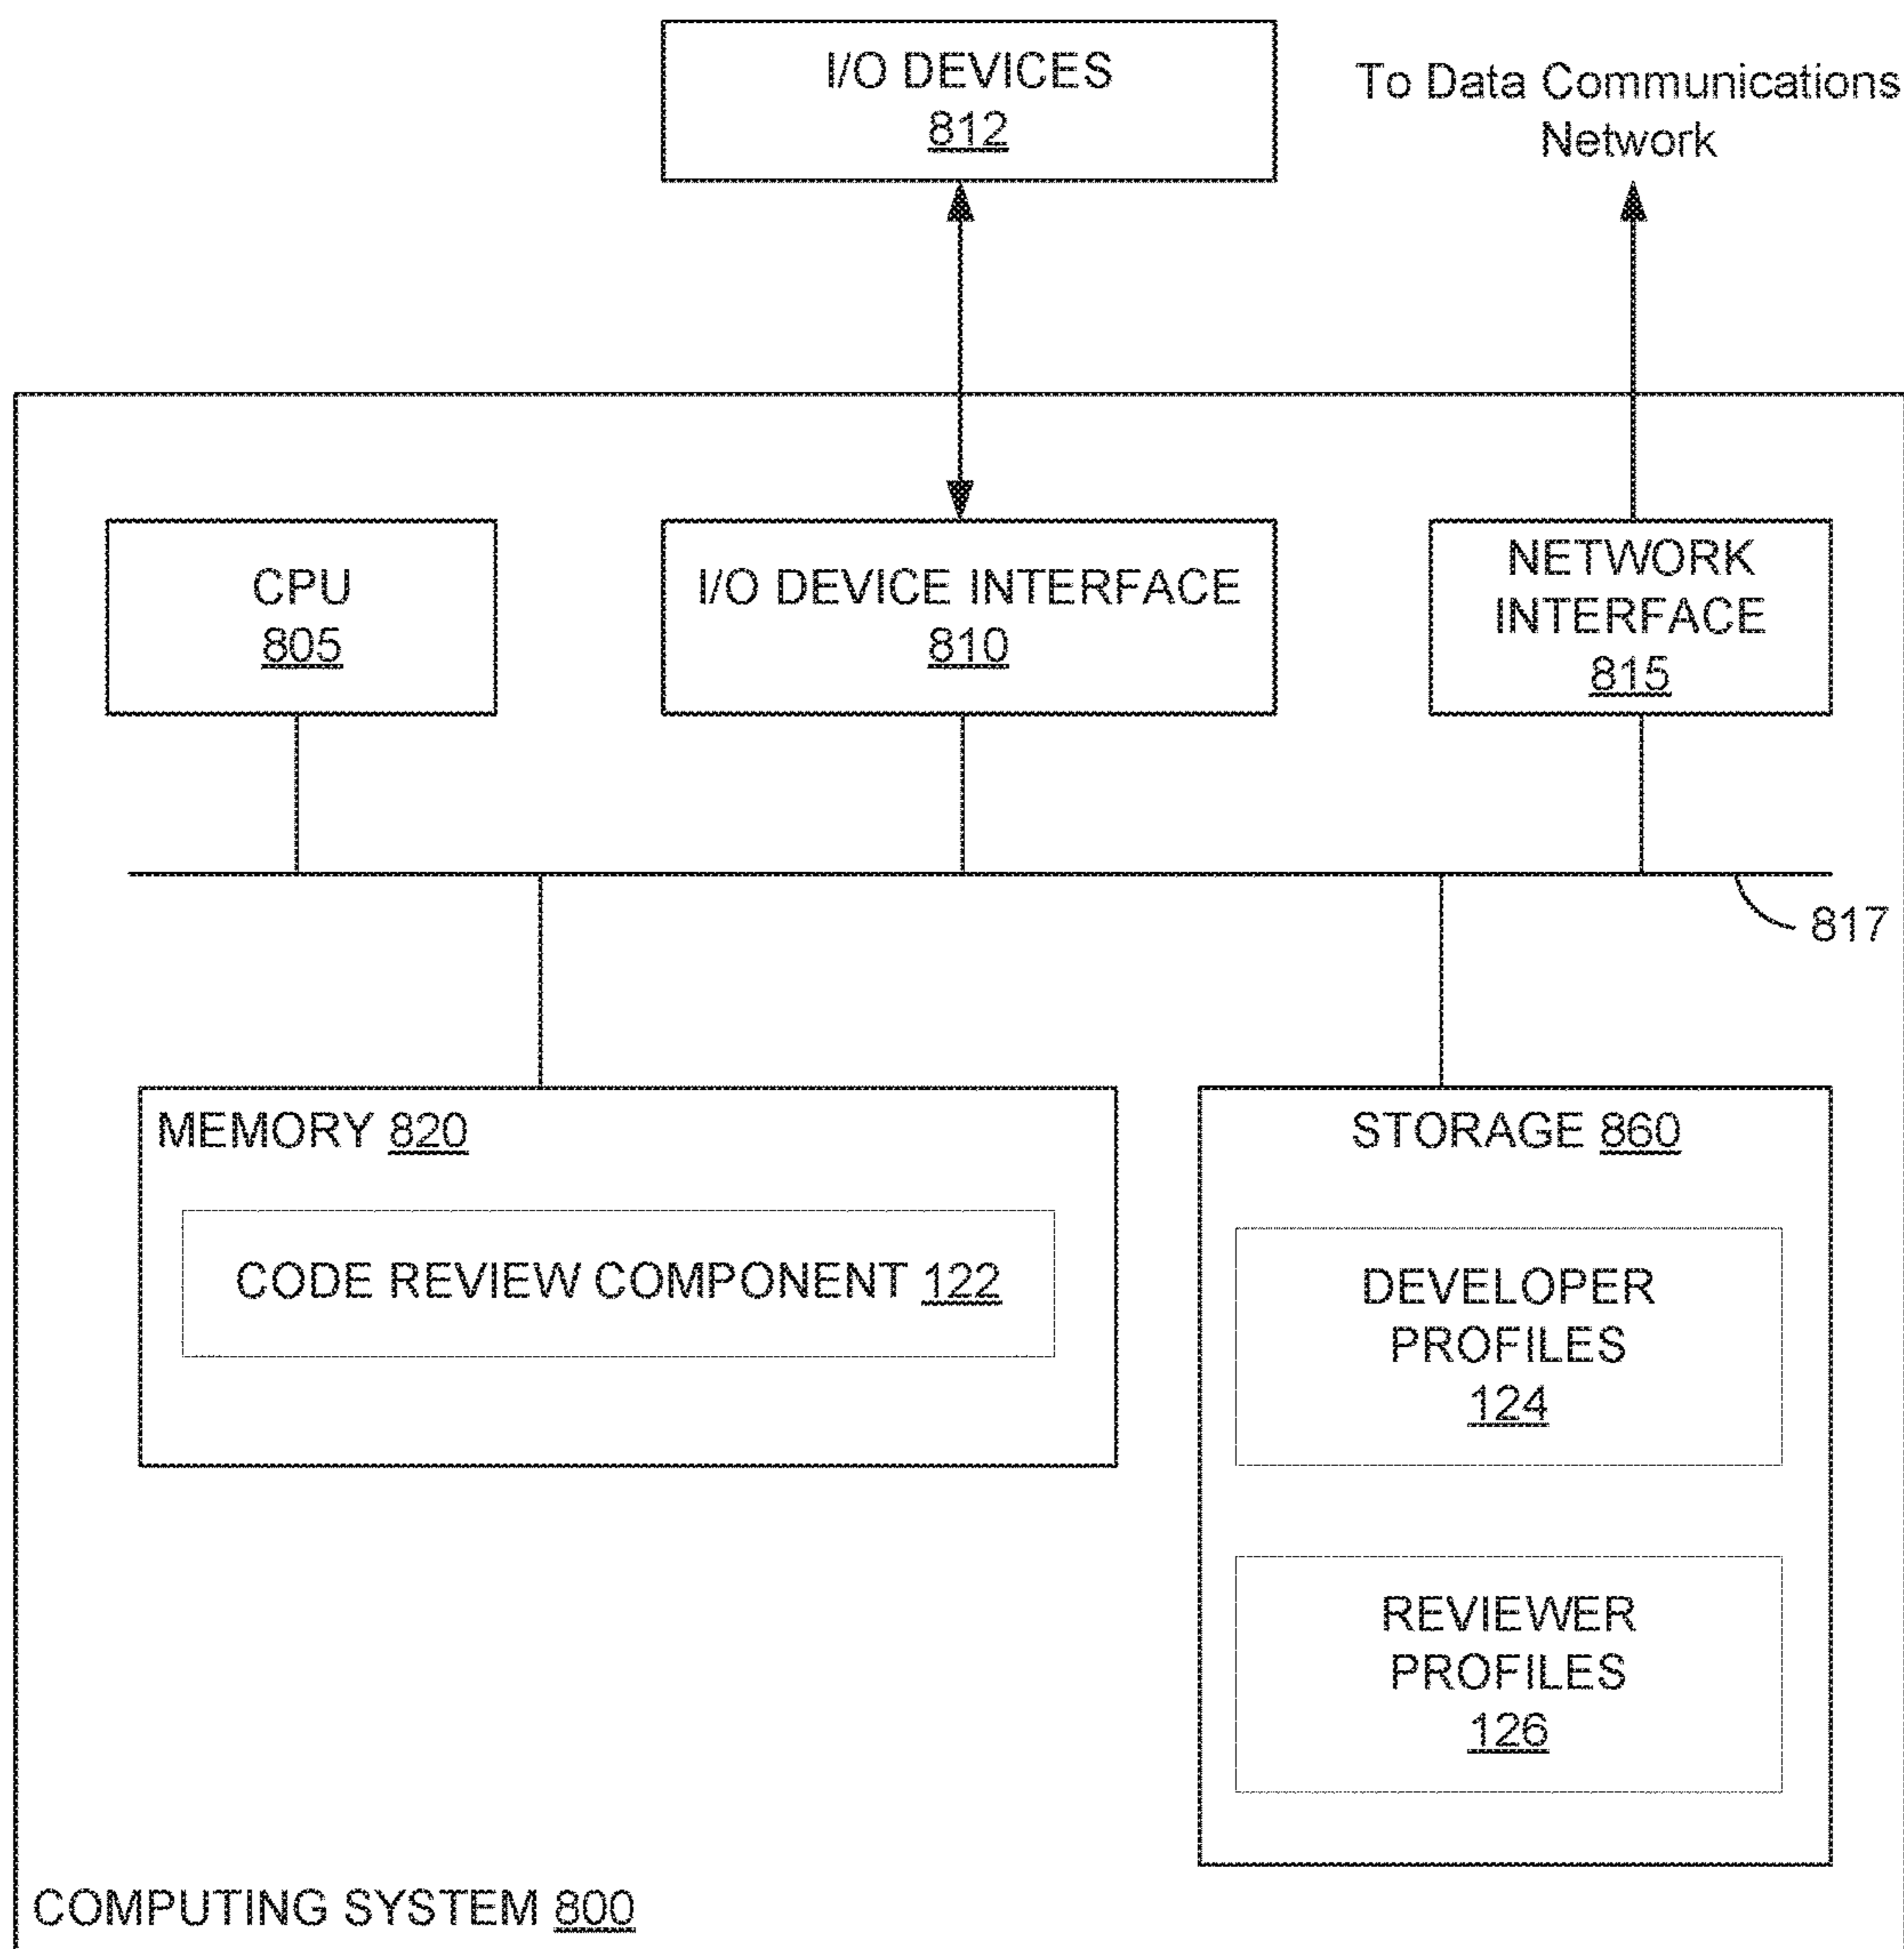 I/O DEVICES
812
To Data Communications
Network
CPU
805
I/O DEVICE INTERFACE
810
NETWORK
INTERFACE
815
817
MEMORY 820
CODE REVIEW COMPONENT 122
STORAGE 860
DEVELOPER
PROFILES
124
REVIEWER
PROFILES
126
COMPUTING SYSTEM 800